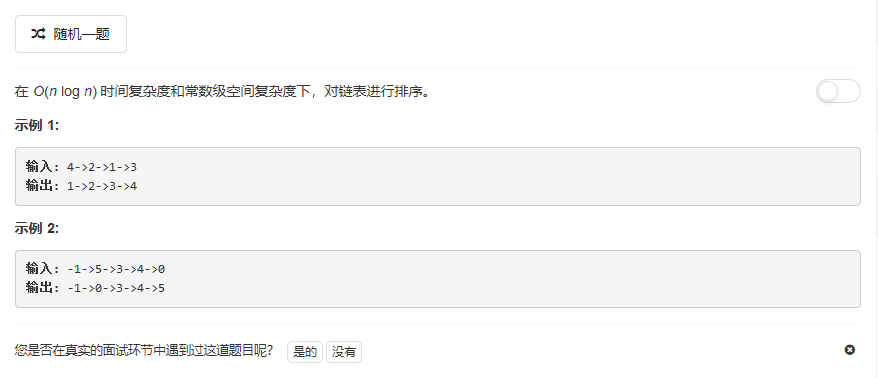 随机一题
在 O(n log n) 时间复杂度和常数级空间复杂度下，对链表进行排序。
示例 1:
输入: 4->2->1->3
输出: 1->2->3->4
示例 2:
输入: -1->5->3->4->0
输出: -1->0->3->4->5
您是否在真实的面试环节中遇到过这道题目呢？ 是的 没有